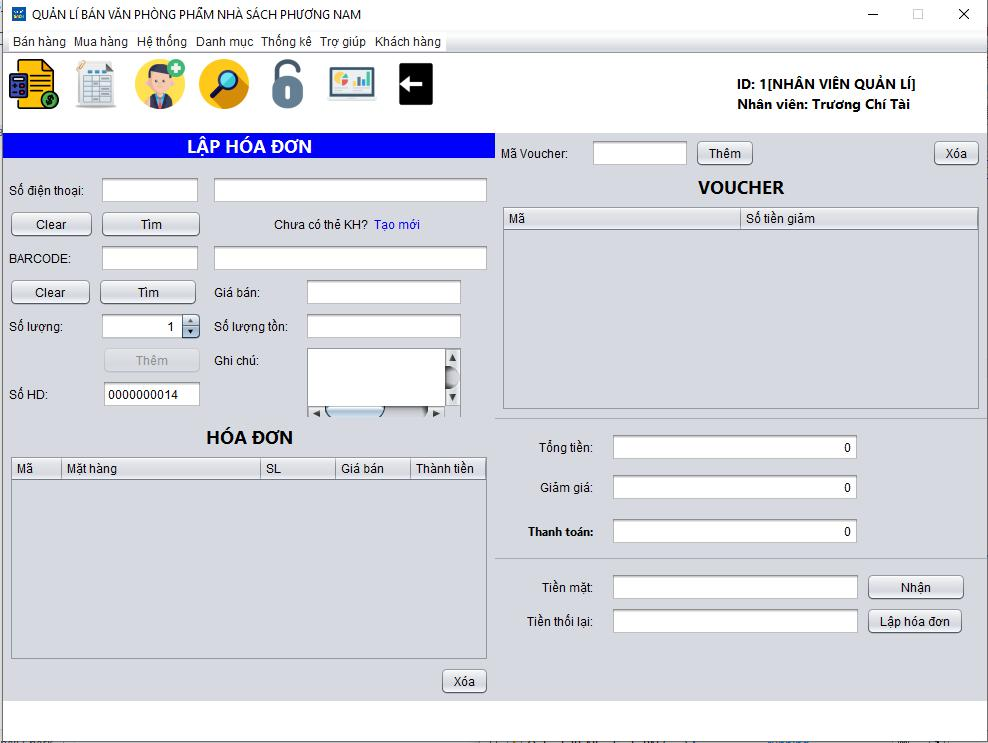 QUẢN LÍ BÁN VĂN PHÒNG PHẨM NHÀ SÁCH PHƯƠNG NAM
Bán hàng Mua hàng Hệ thống Danh mục Thống kê Trợ giúp Khách hàng
ID: 1[NHÂN VIÊN QUẢN LÍ]
Nhân viên: Trương Chí Tài
LẬP HÓA ĐƠN
Số điện thoại:
Clear Tìm Chưa có thẻ KH? Tạo mới
BARCODE:
Clear Tìm Giá bán:
Số lượng: 1 Số lượng tồn:
Thêm Ghi chú:
Số HD: 0000000014
HÓA ĐƠN
Mã Mặt hàng SL Giá bán Thành tiền
Xóa
Mã Voucher: Thêm Xóa
VOUCHER
Mã Số tiền giảm
Tổng tiền: 0
Giảm giá: 0
Thanh toán: 0
Tiền mặt: Nhận
Tiền thối lại: Lập hóa đơn